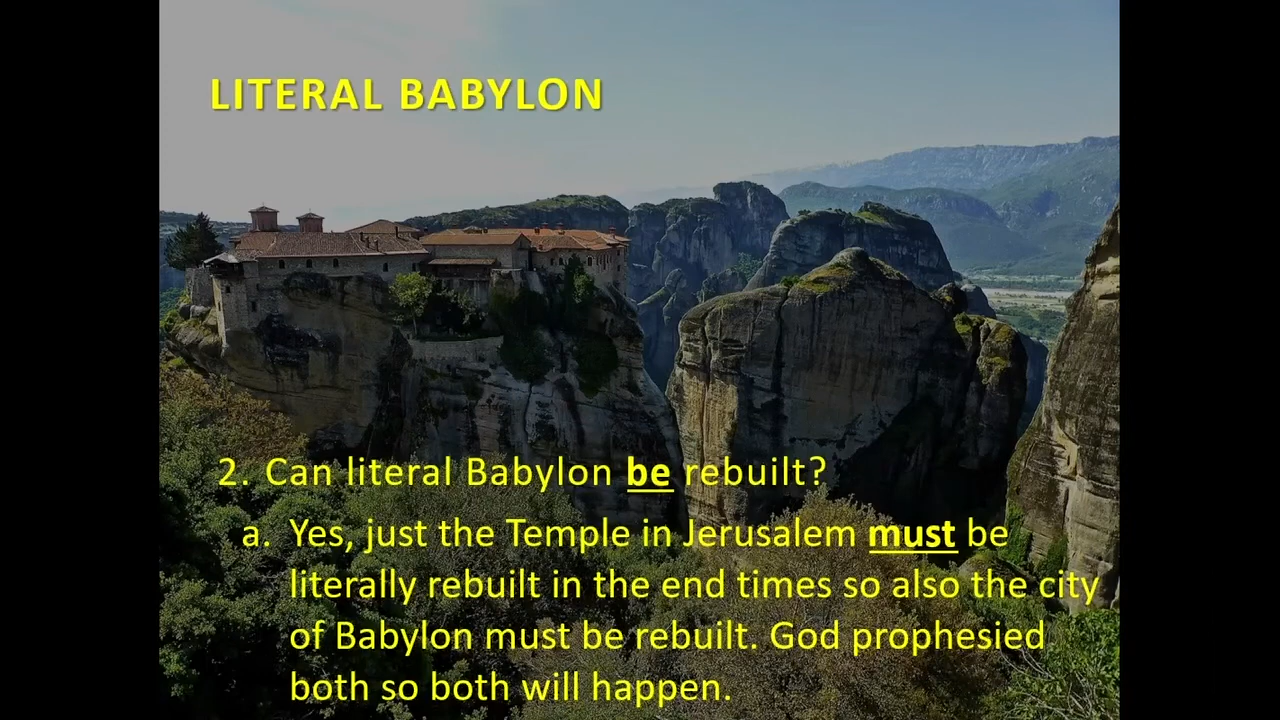 LITERAL BABYLON
2. Can literal Babylon be rebuilt?
a. Yes, just the Temple in Jerusalem must be
literally rebuilt in the end times so also the city
of Babylon must be rebuilt. God prophesied
both so both will happen.